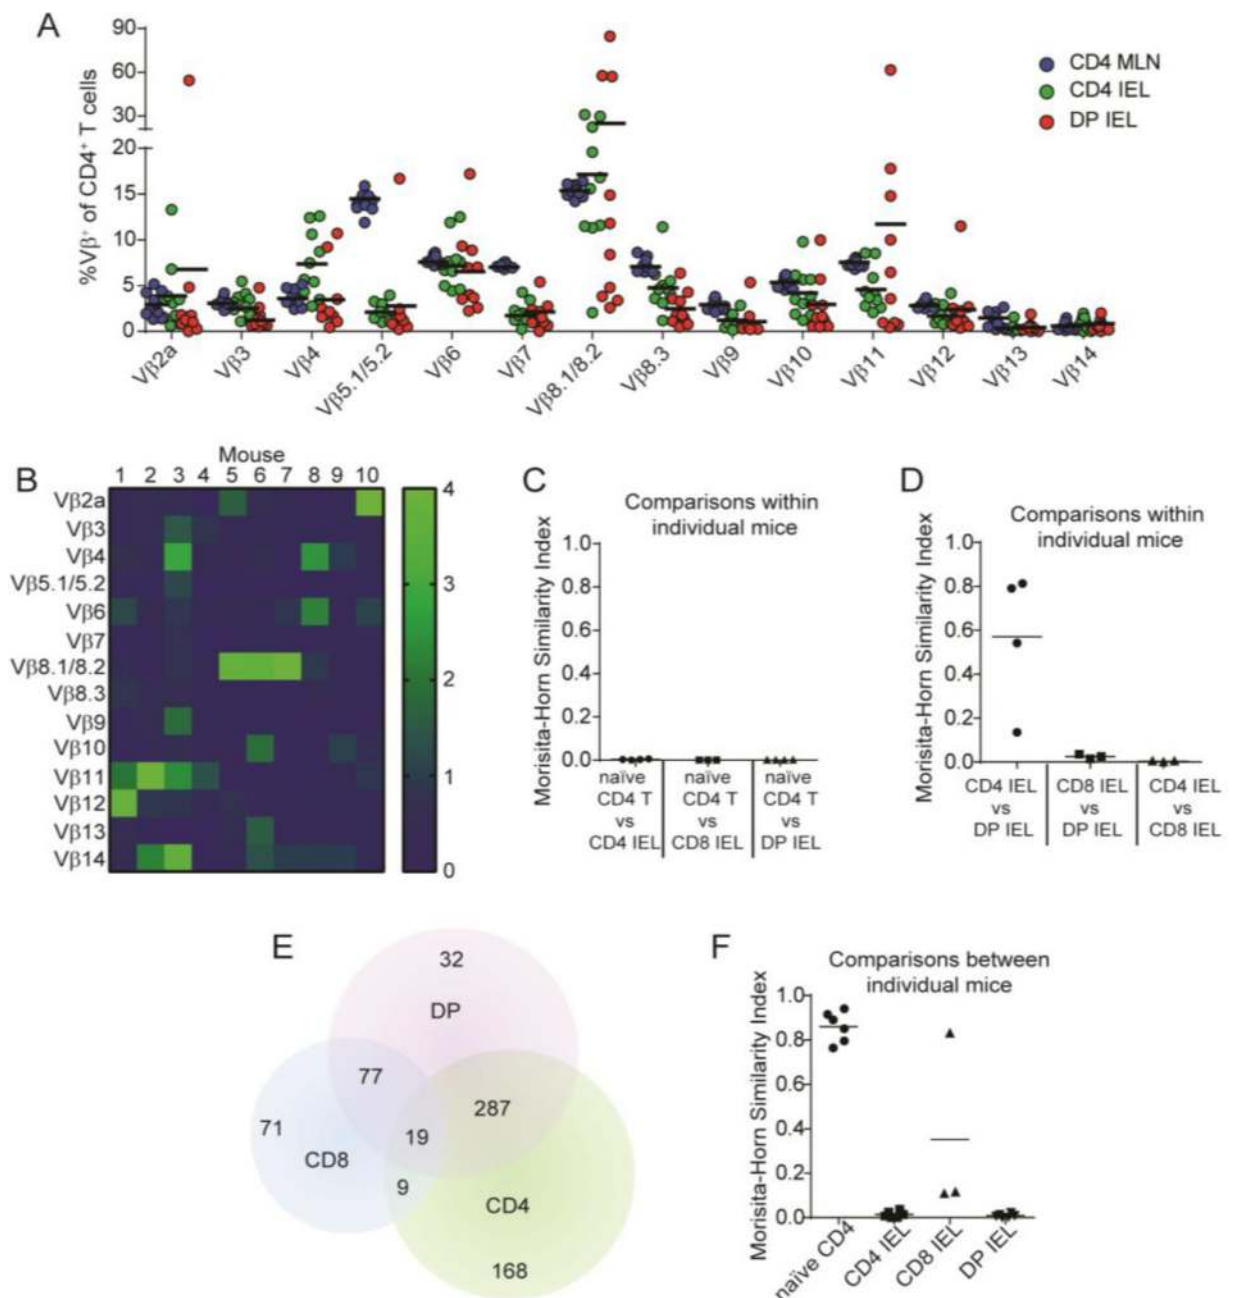 A
90
60
30
20
15
10
5
0
%Vβ⁺ of CD4⁺ T cells
CD4 MLN
CD4 IEL
DP IEL
Vβ2a
Vβ3
Vβ4
Vβ5.1/5.2
Vβ6
Vβ7
Vβ8.1/8.2
Vβ8.3
Vβ9
Vβ10
Vβ11
Vβ12
Vβ13
Vβ14
B
Mouse
1 2 3 4 5 6 7 8 9 10
Vβ2a
Vβ3
Vβ4
Vβ5.1/5.2
Vβ6
Vβ7
Vβ8.1/8.2
Vβ8.3
Vβ9
Vβ10
Vβ11
Vβ12
Vβ13
Vβ14
4
3
2
1
0
C
Comparisons within
individual mice
Morisita-Horn Similarity Index
1.0
0.8
0.6
0.4
0.2
0.0
naïve naïve naïve
CD4 T CD4 T CD4 T
vs vs vs
CD4 IEL CD8 IEL DP IEL
D
Comparisons within
individual mice
Morisita-Horn Similarity Index
1.0
0.8
0.6
0.4
0.2
0.0
CD4 IEL CD8 IEL CD4 IEL
vs vs vs
DP IEL DP IEL CD8 IEL
E
32
DP
77
287
71
19
CD8
9
CD4
168
F
Comparisons between
individual mice
Morisita-Horn Similarity Index
1.0
0.8
0.6
0.4
0.2
0.0
naïve CD4
CD4 IEL
CD8 IEL
DP IEL